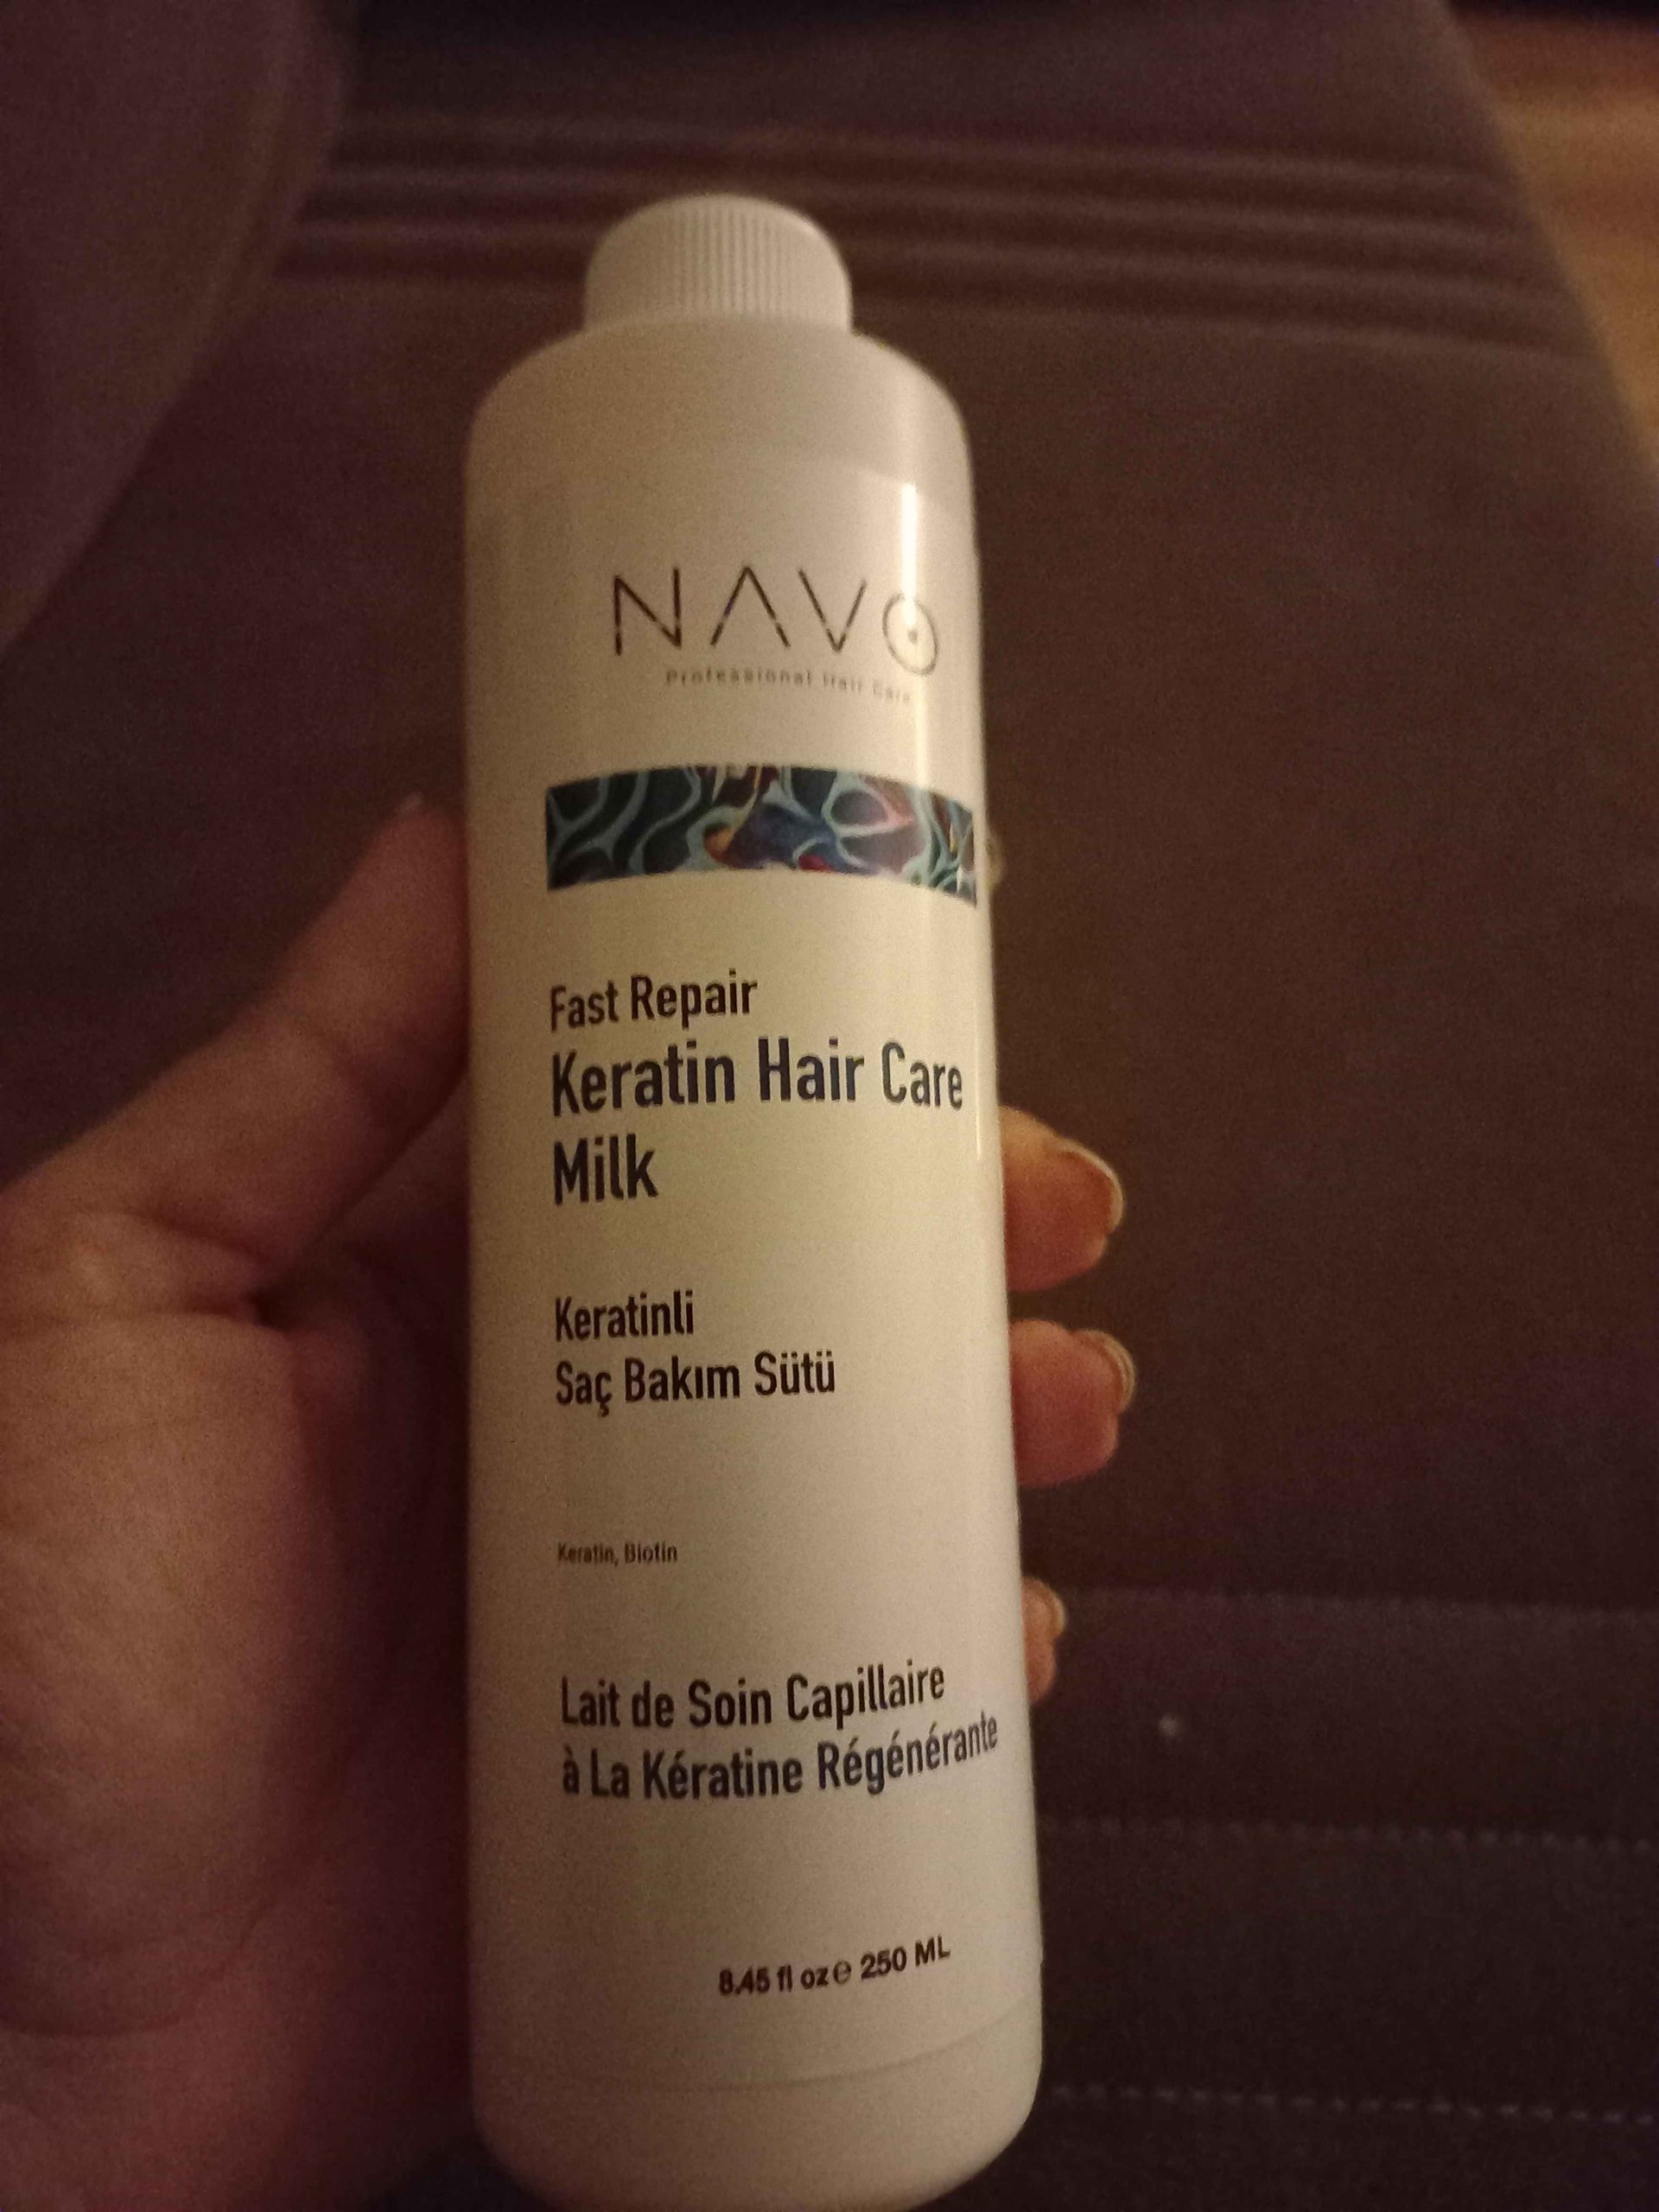 NAVO
Professional Hair Care
Fast Repair
Keratin Hair Care
Milk
Keratinli
Saç Bakım Sütü
Keratin, Biotin
Lait de Soin Capillaire
à La Kératine Régénérante
8.45 fl oz e 250 ML